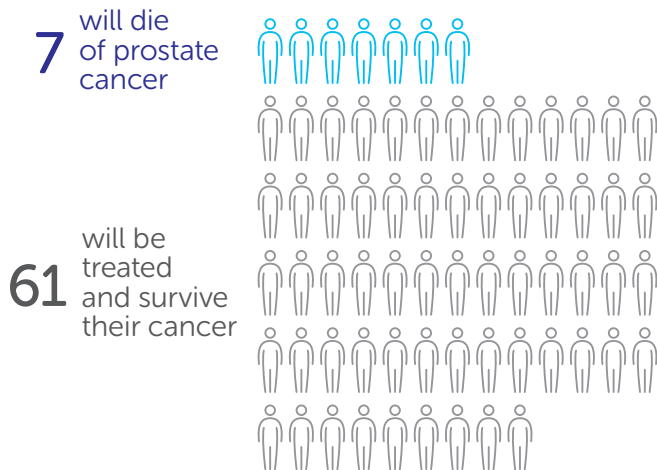 7
will die
of prostate
cancer
61
will be
treated
and survive
their cancer